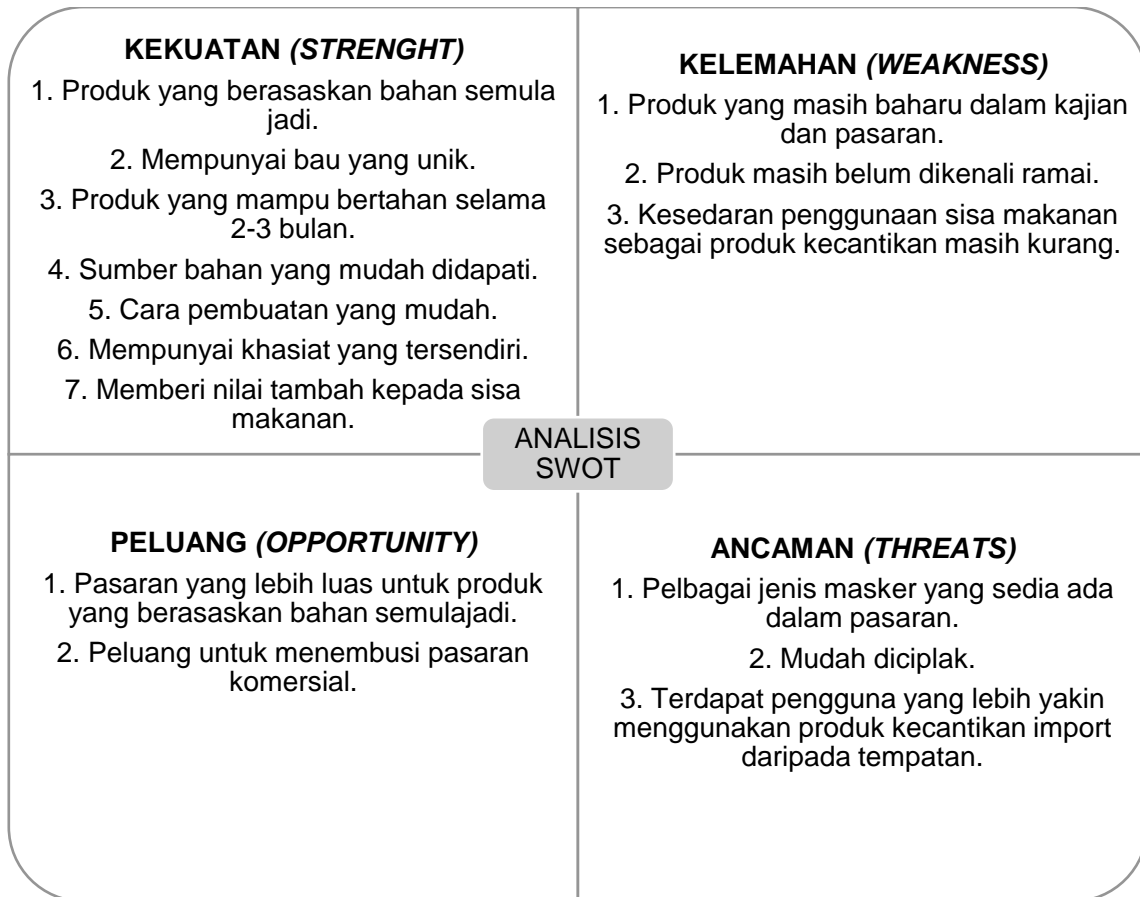 KEKUATAN (STRENGHT)
1. Produk yang berasaskan bahan semula
jadi.
2. Mempunyai bau yang unik.
3. Produk yang mampu bertahan selama
2-3 bulan.
4. Sumber bahan yang mudah didapati.
5. Cara pembuatan yang mudah.
6. Mempunyai khasiat yang tersendiri.
7. Memberi nilai tambah kepada sisa
makanan.
KELEMAHAN (WEAKNESS)
1. Produk yang masih baharu dalam kajian
dan pasaran.
2. Produk masih belum dikenali ramai.
3. Kesedaran penggunaan sisa makanan
sebagai produk kecantikan masih kurang.
ANALISIS
SWOT
PELUANG (OPPORTUNITY)
1. Pasaran yang lebih luas untuk produk
yang berasaskan bahan semulajadi.
2. Peluang untuk menembusi pasaran
komersial.
ANCAMAN (THREATS)
1. Pelbagai jenis masker yang sedia ada
dalam pasaran.
2. Mudah diciplak.
3. Terdapat pengguna yang lebih yakin
menggunakan produk kecantikan import
daripada tempatan.